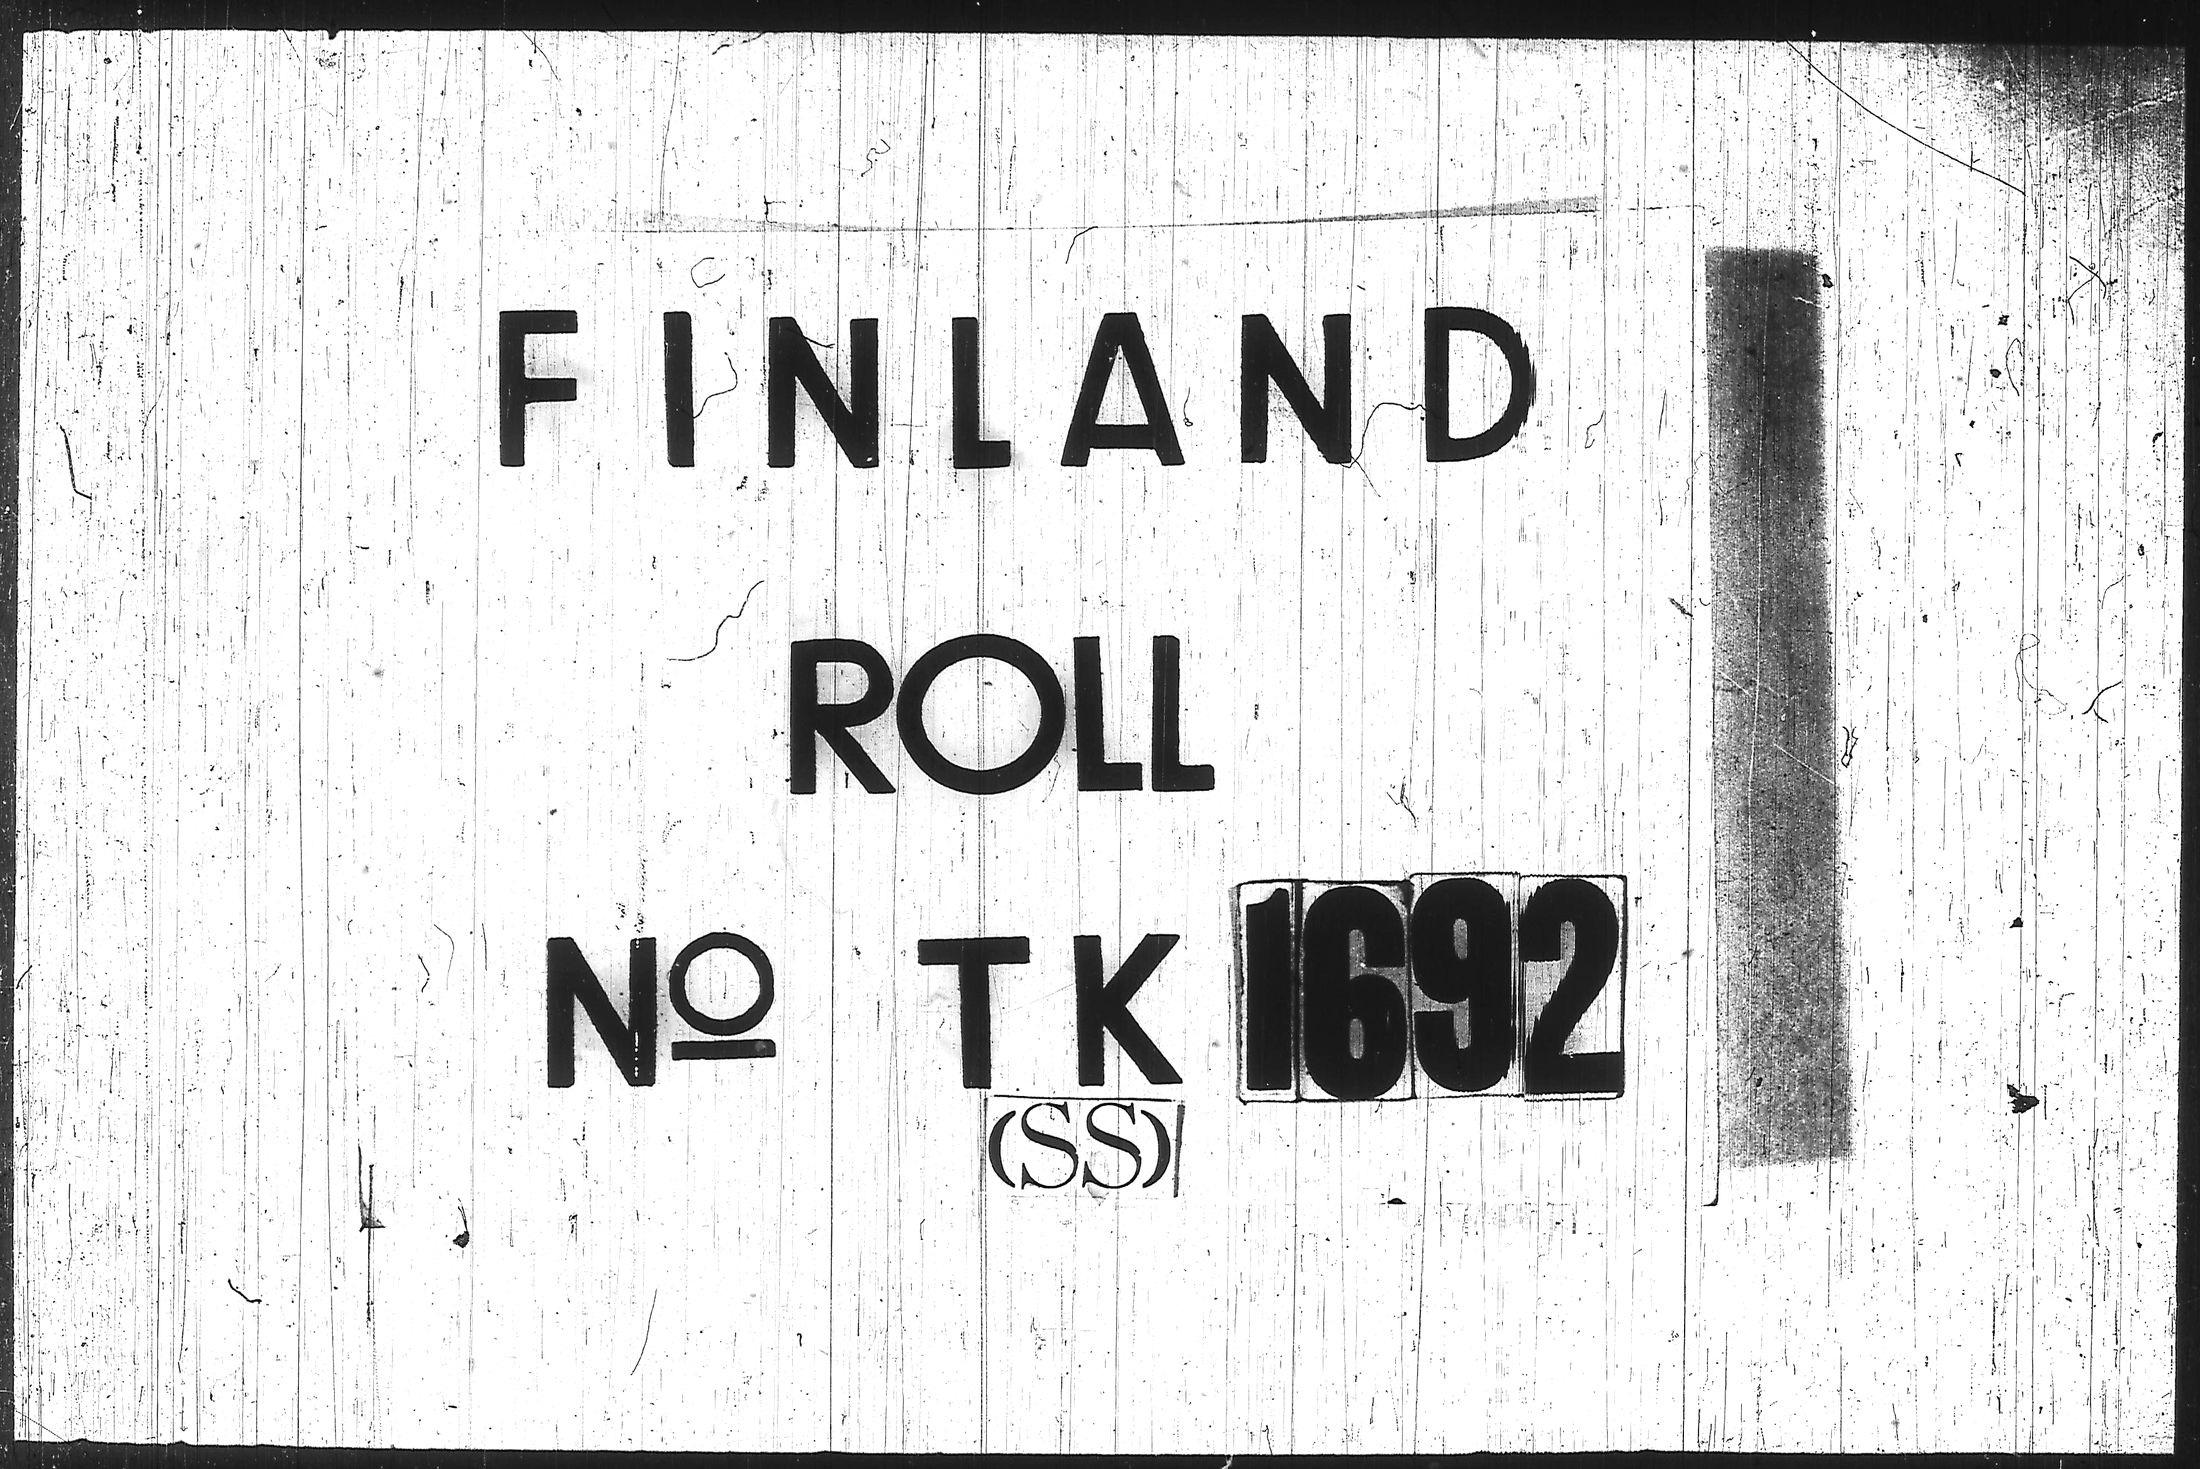 FINLAND
ROLL
Nº TK 1692
(SS)